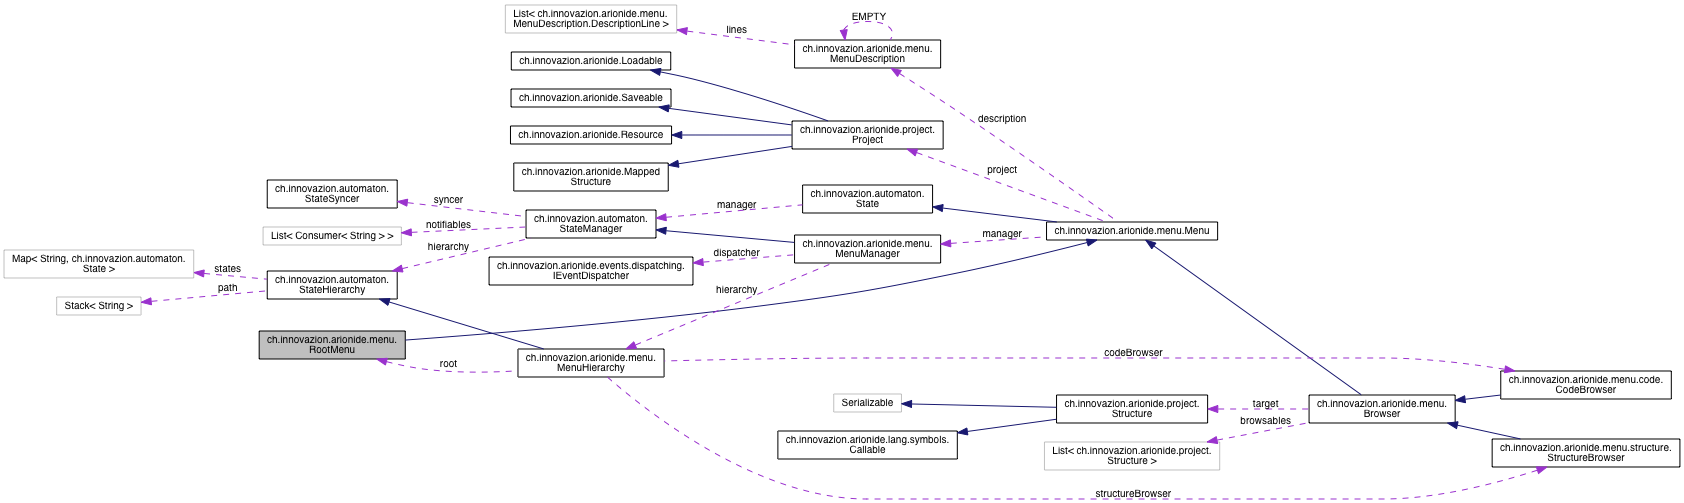 List< ch.innovazion.arionide.menu.
MenuDescription.DescriptionLine >
lines
EMPTY
ch.innovazion.arionide.menu.
MenuDescription
ch.innovazion.arionide.Loadable
ch.innovazion.arionide.Saveable
ch.innovazion.arionide.Resource
ch.innovazion.arionide.Mapped
Structure
ch.innovazion.arionide.project.
Project
description
project
ch.innovazion.automaton.
StateSyncer
syncer
List< Consumer< String > >
notifiables
hierarchy
ch.innovazion.automaton.
StateManager
manager
ch.innovazion.automaton.
State
manager
ch.innovazion.arionide.menu.Menu
ch.innovazion.arionide.menu.
MenuManager
dispatcher
ch.innovazion.arionide.events.dispatching.
IEventDispatcher
hierarchy
Map< String, ch.innovazion.automaton.
State >
states
path
Stack< String >
ch.innovazion.automaton.
StateHierarchy
ch.innovazion.arionide.menu.
RootMenu
root
ch.innovazion.arionide.menu.
MenuHierarchy
codeBrowser
ch.innovazion.arionide.menu.code.
CodeBrowser
Serializable
ch.innovazion.arionide.project.
Structure
target
browsables
ch.innovazion.arionide.menu.
Browser
ch.innovazion.arionide.lang.symbols.
Callable
List< ch.innovazion.arionide.project.
Structure >
ch.innovazion.arionide.menu.structure.
StructureBrowser
structureBrowser